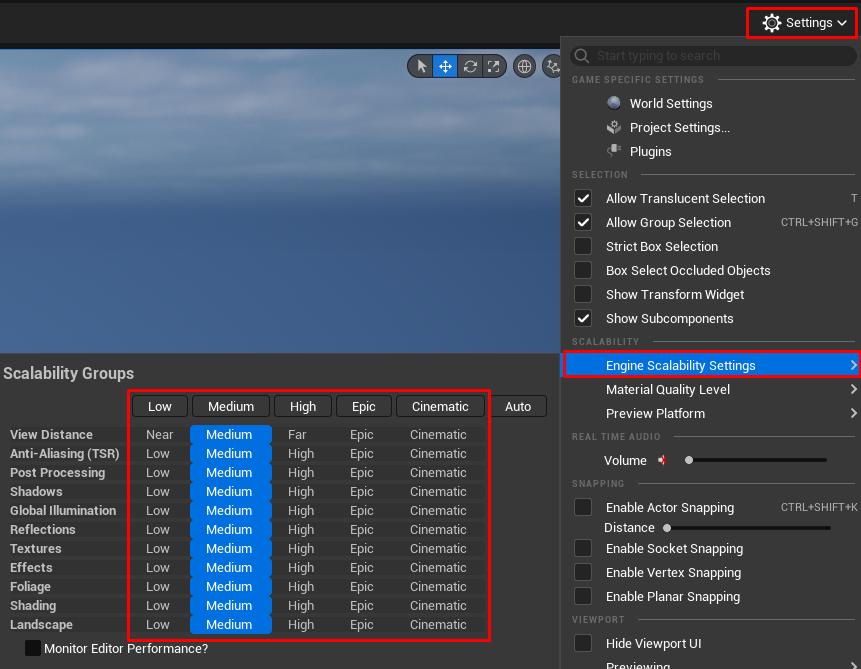 Settings
Start typing to search
GAME SPECIFIC SETTINGS
World Settings
Project Settings...
Plugins
SELECTION
Allow Translucent Selection T
Allow Group Selection CTRL+SHIFT+G
Strict Box Selection
Box Select Occluded Objects
Show Transform Widget
Show Subcomponents
SCALABILITY
Engine Scalability Settings
Material Quality Level
Preview Platform
REAL TIME AUDIO
Volume
SNAPPING
Enable Actor Snapping CTRL+SHIFT+K
Distance
Enable Socket Snapping
Enable Vertex Snapping
Enable Planar Snapping
VIEWPORT
Hide Viewport UI
Previewing
Scalability Groups
Low Medium High Epic Cinematic Auto
View Distance Near Medium Far Epic Cinematic
Anti-Aliasing (TSR) Low Medium High Epic Cinematic
Post Processing Low Medium High Epic Cinematic
Shadows Low Medium High Epic Cinematic
Global Illumination Low Medium High Epic Cinematic
Reflections Low Medium High Epic Cinematic
Textures Low Medium High Epic Cinematic
Effects Low Medium High Epic Cinematic
Foliage Low Medium High Epic Cinematic
Shading Low Medium High Epic Cinematic
Landscape Low Medium High Epic Cinematic
Monitor Editor Performance?